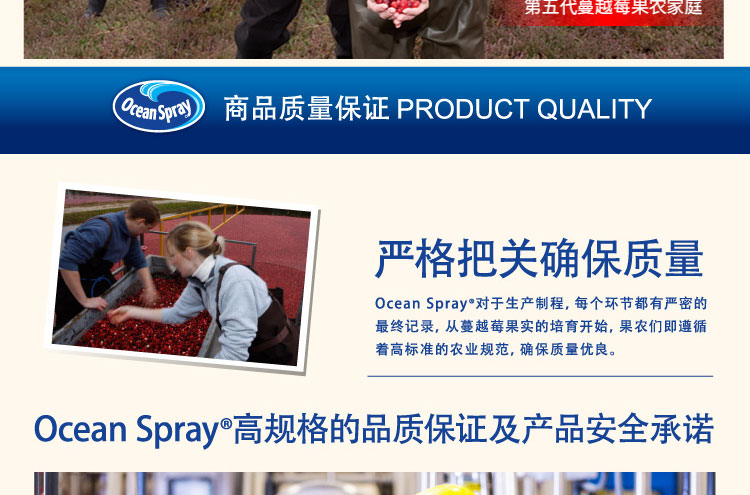 第五代蔓越莓果农家庭
Ocean Spray 商品质量保证 PRODUCT QUALITY
严格把关确保质量
Ocean Spray®对于生产制程，每个环节都有严密的
最终记录，从蔓越莓果实的培育开始，果农们即遵循
着高标准的农业规范，确保质量优良。
Ocean Spray®高规格的品质保证及产品安全承诺